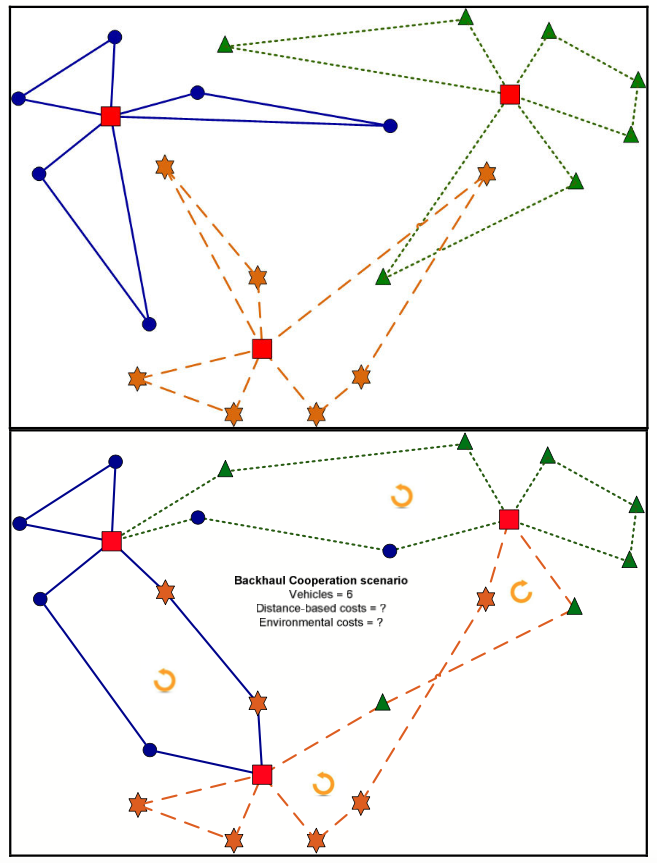 Backhaul Cooperation scenario
Vehicles = 6
Distance-based costs = ?
Environmental costs = ?